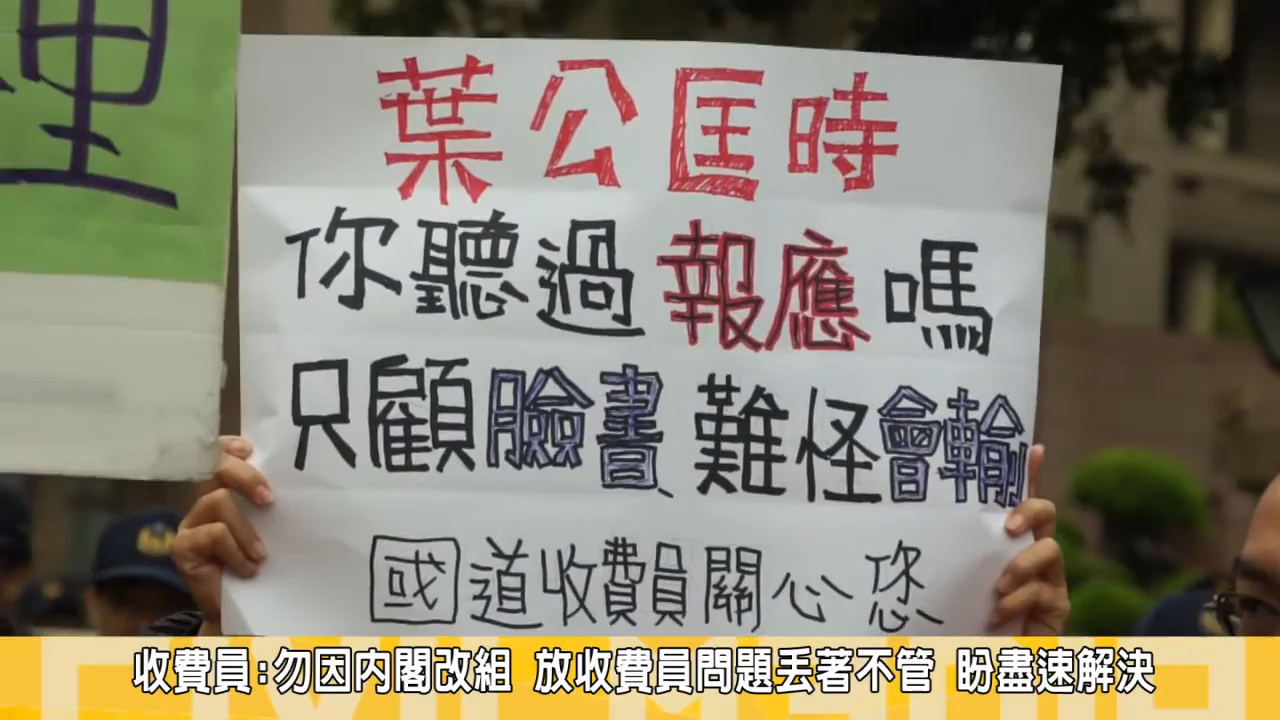 葉公匡時
你聽過報應嗎
只顧臉書、難怪會輸
國道收費員關心您
收費員:勿因内閣改組 放收費員問題丟著不管 盼盡速解決